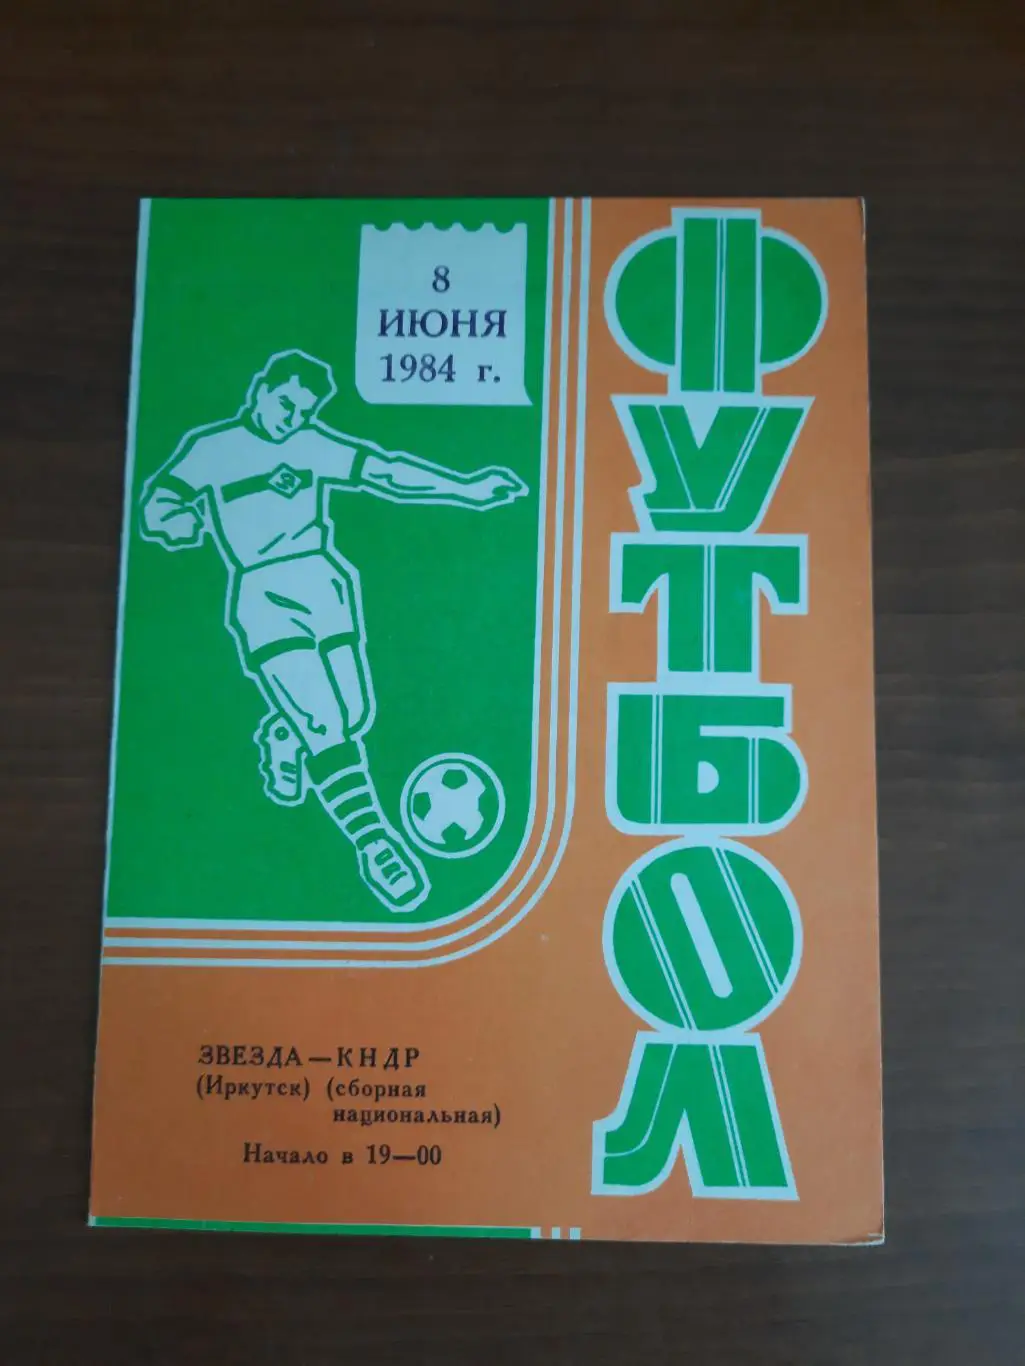 8
ИЮНЯ
1984 г.
ФУТБОЛ
ЗВЕЗДА—КНДР
(Иркутск) (сборная
национальная)
Начало в 19—00